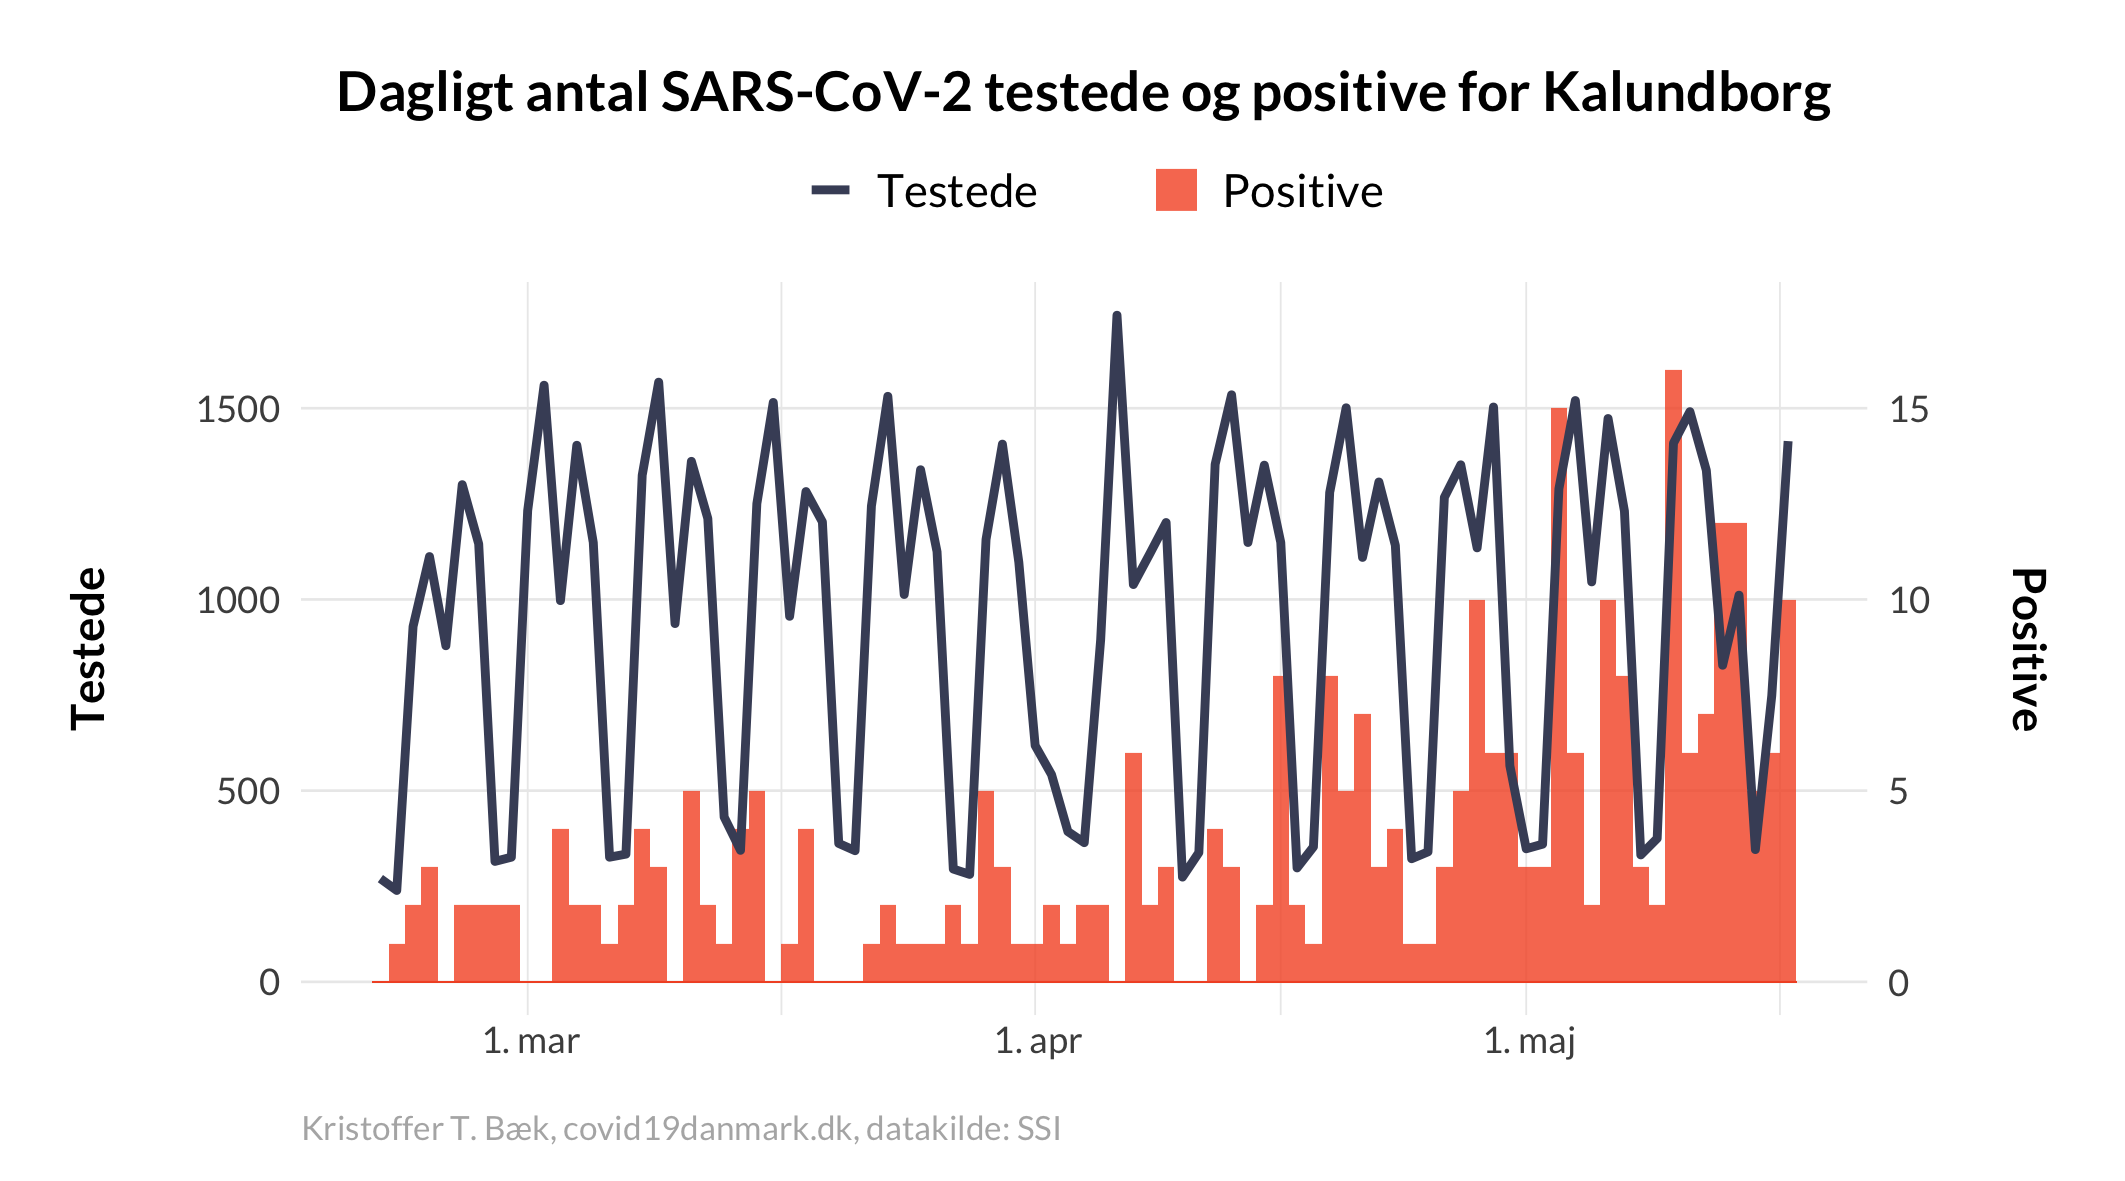 Dagligt antal SARS-CoV-2 testede og positive for Kalundborg
Testede Positive
1500 15
1000 10
500 5
0 0
Testede
Positive
1. mar 1. apr 1. maj
Kristoffer T. Bæk, covid19danmark.dk, datakilde: SSI